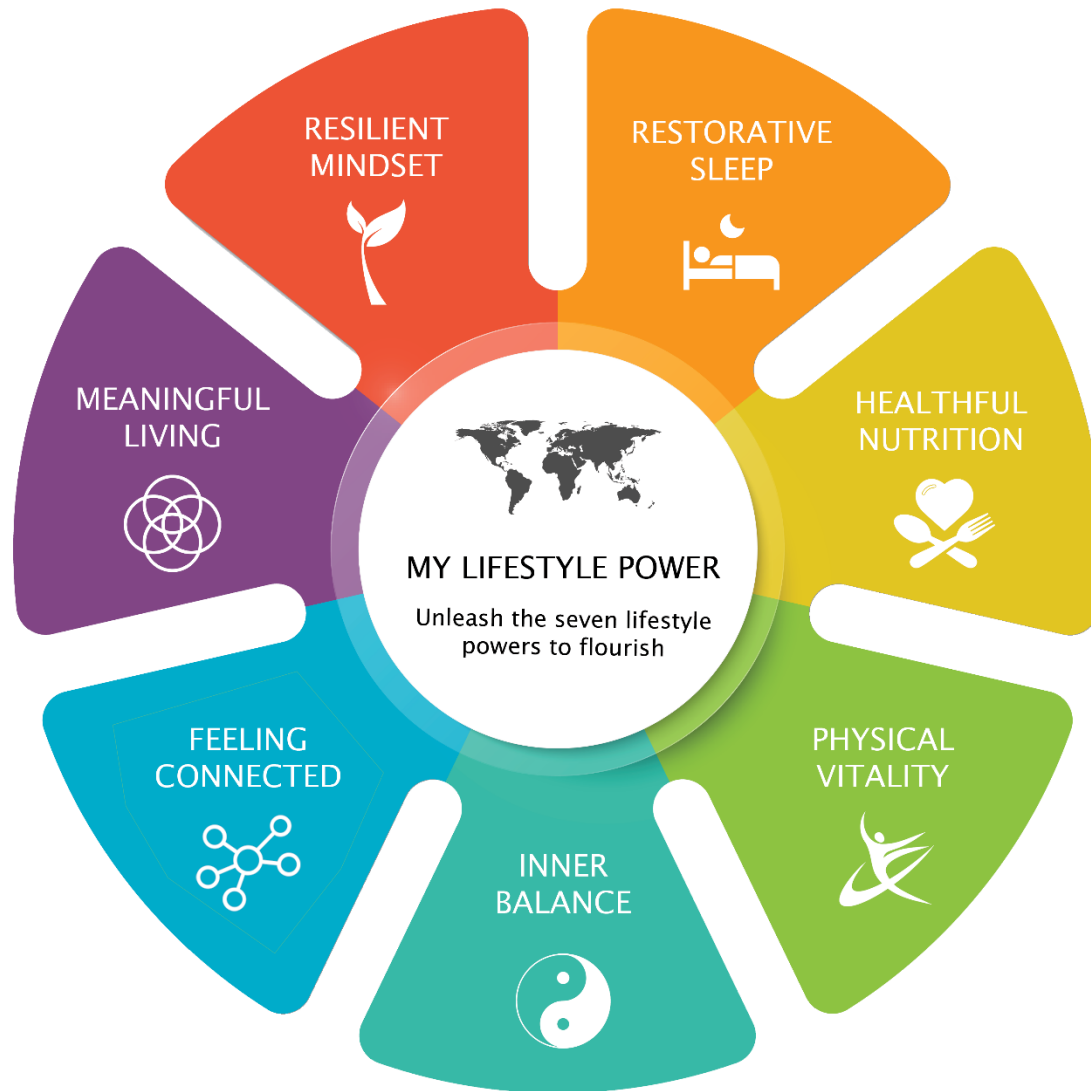 RESILIENT
MINDSET
RESTORATIVE
SLEEP
HEALTHFUL
NUTRITION
PHYSICAL
VITALITY
INNER
BALANCE
FEELING
CONNECTED
MEANINGFUL
LIVING
MY LIFESTYLE POWER
Unleash the seven lifestyle
powers to flourish